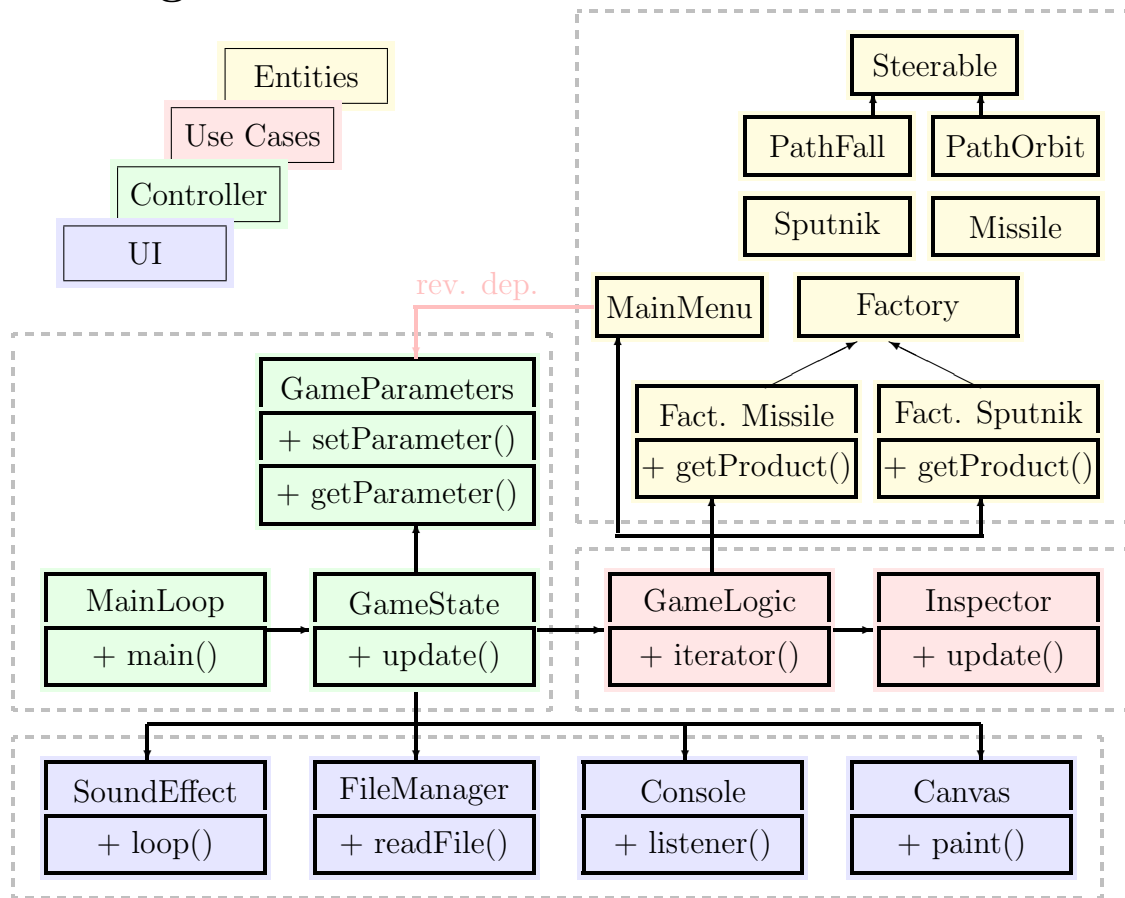 Entities
Use Cases
Controller
UI
Steerable
PathFall
PathOrbit
Sputnik
Missile
rev. dep.
MainMenu
Factory
GameParameters
+ setParameter()
+ getParameter()
Fact. Missile
+ getProduct()
Fact. Sputnik
+ getProduct()
MainLoop
+ main()
GameState
+ update()
GameLogic
+ iterator()
Inspector
+ update()
SoundEffect
+ loop()
FileManager
+ readFile()
Console
+ listener()
Canvas
+ paint()